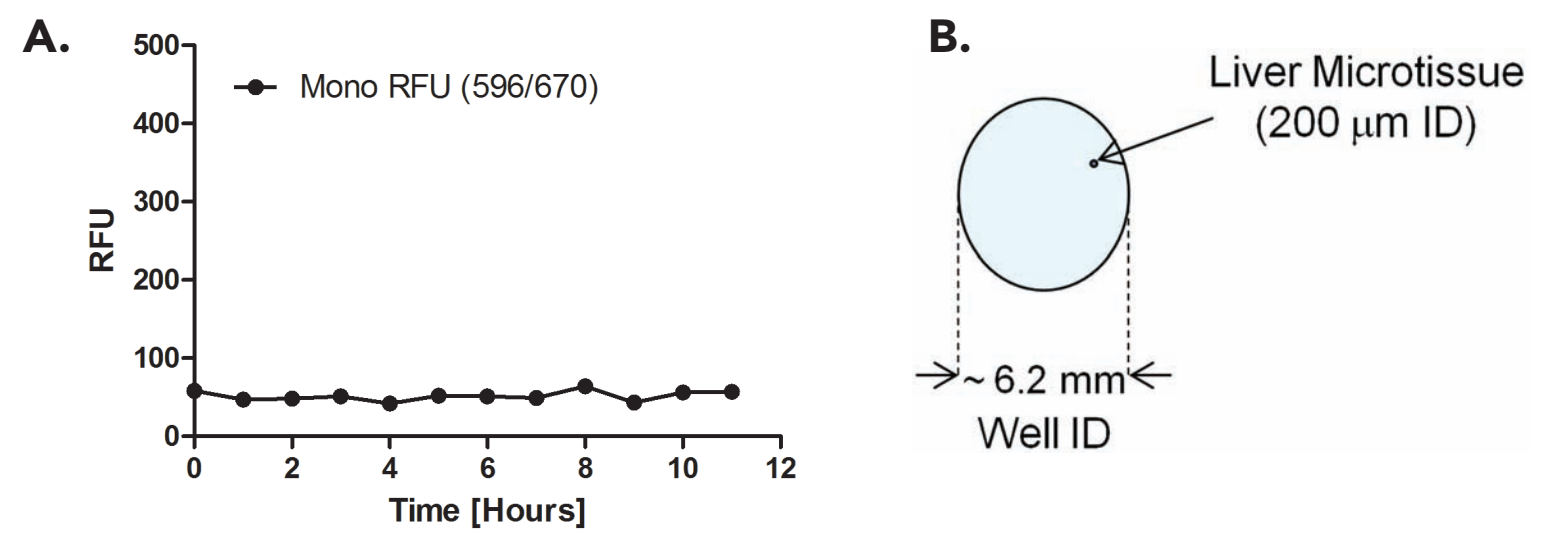 A.
500
400
300
200
100
0
RFU
Mono RFU (596/670)
0 2 4 6 8 10 12
Time [Hours]
B.
Liver Microtissue
(200 μm ID)
~ 6.2 mm
Well ID